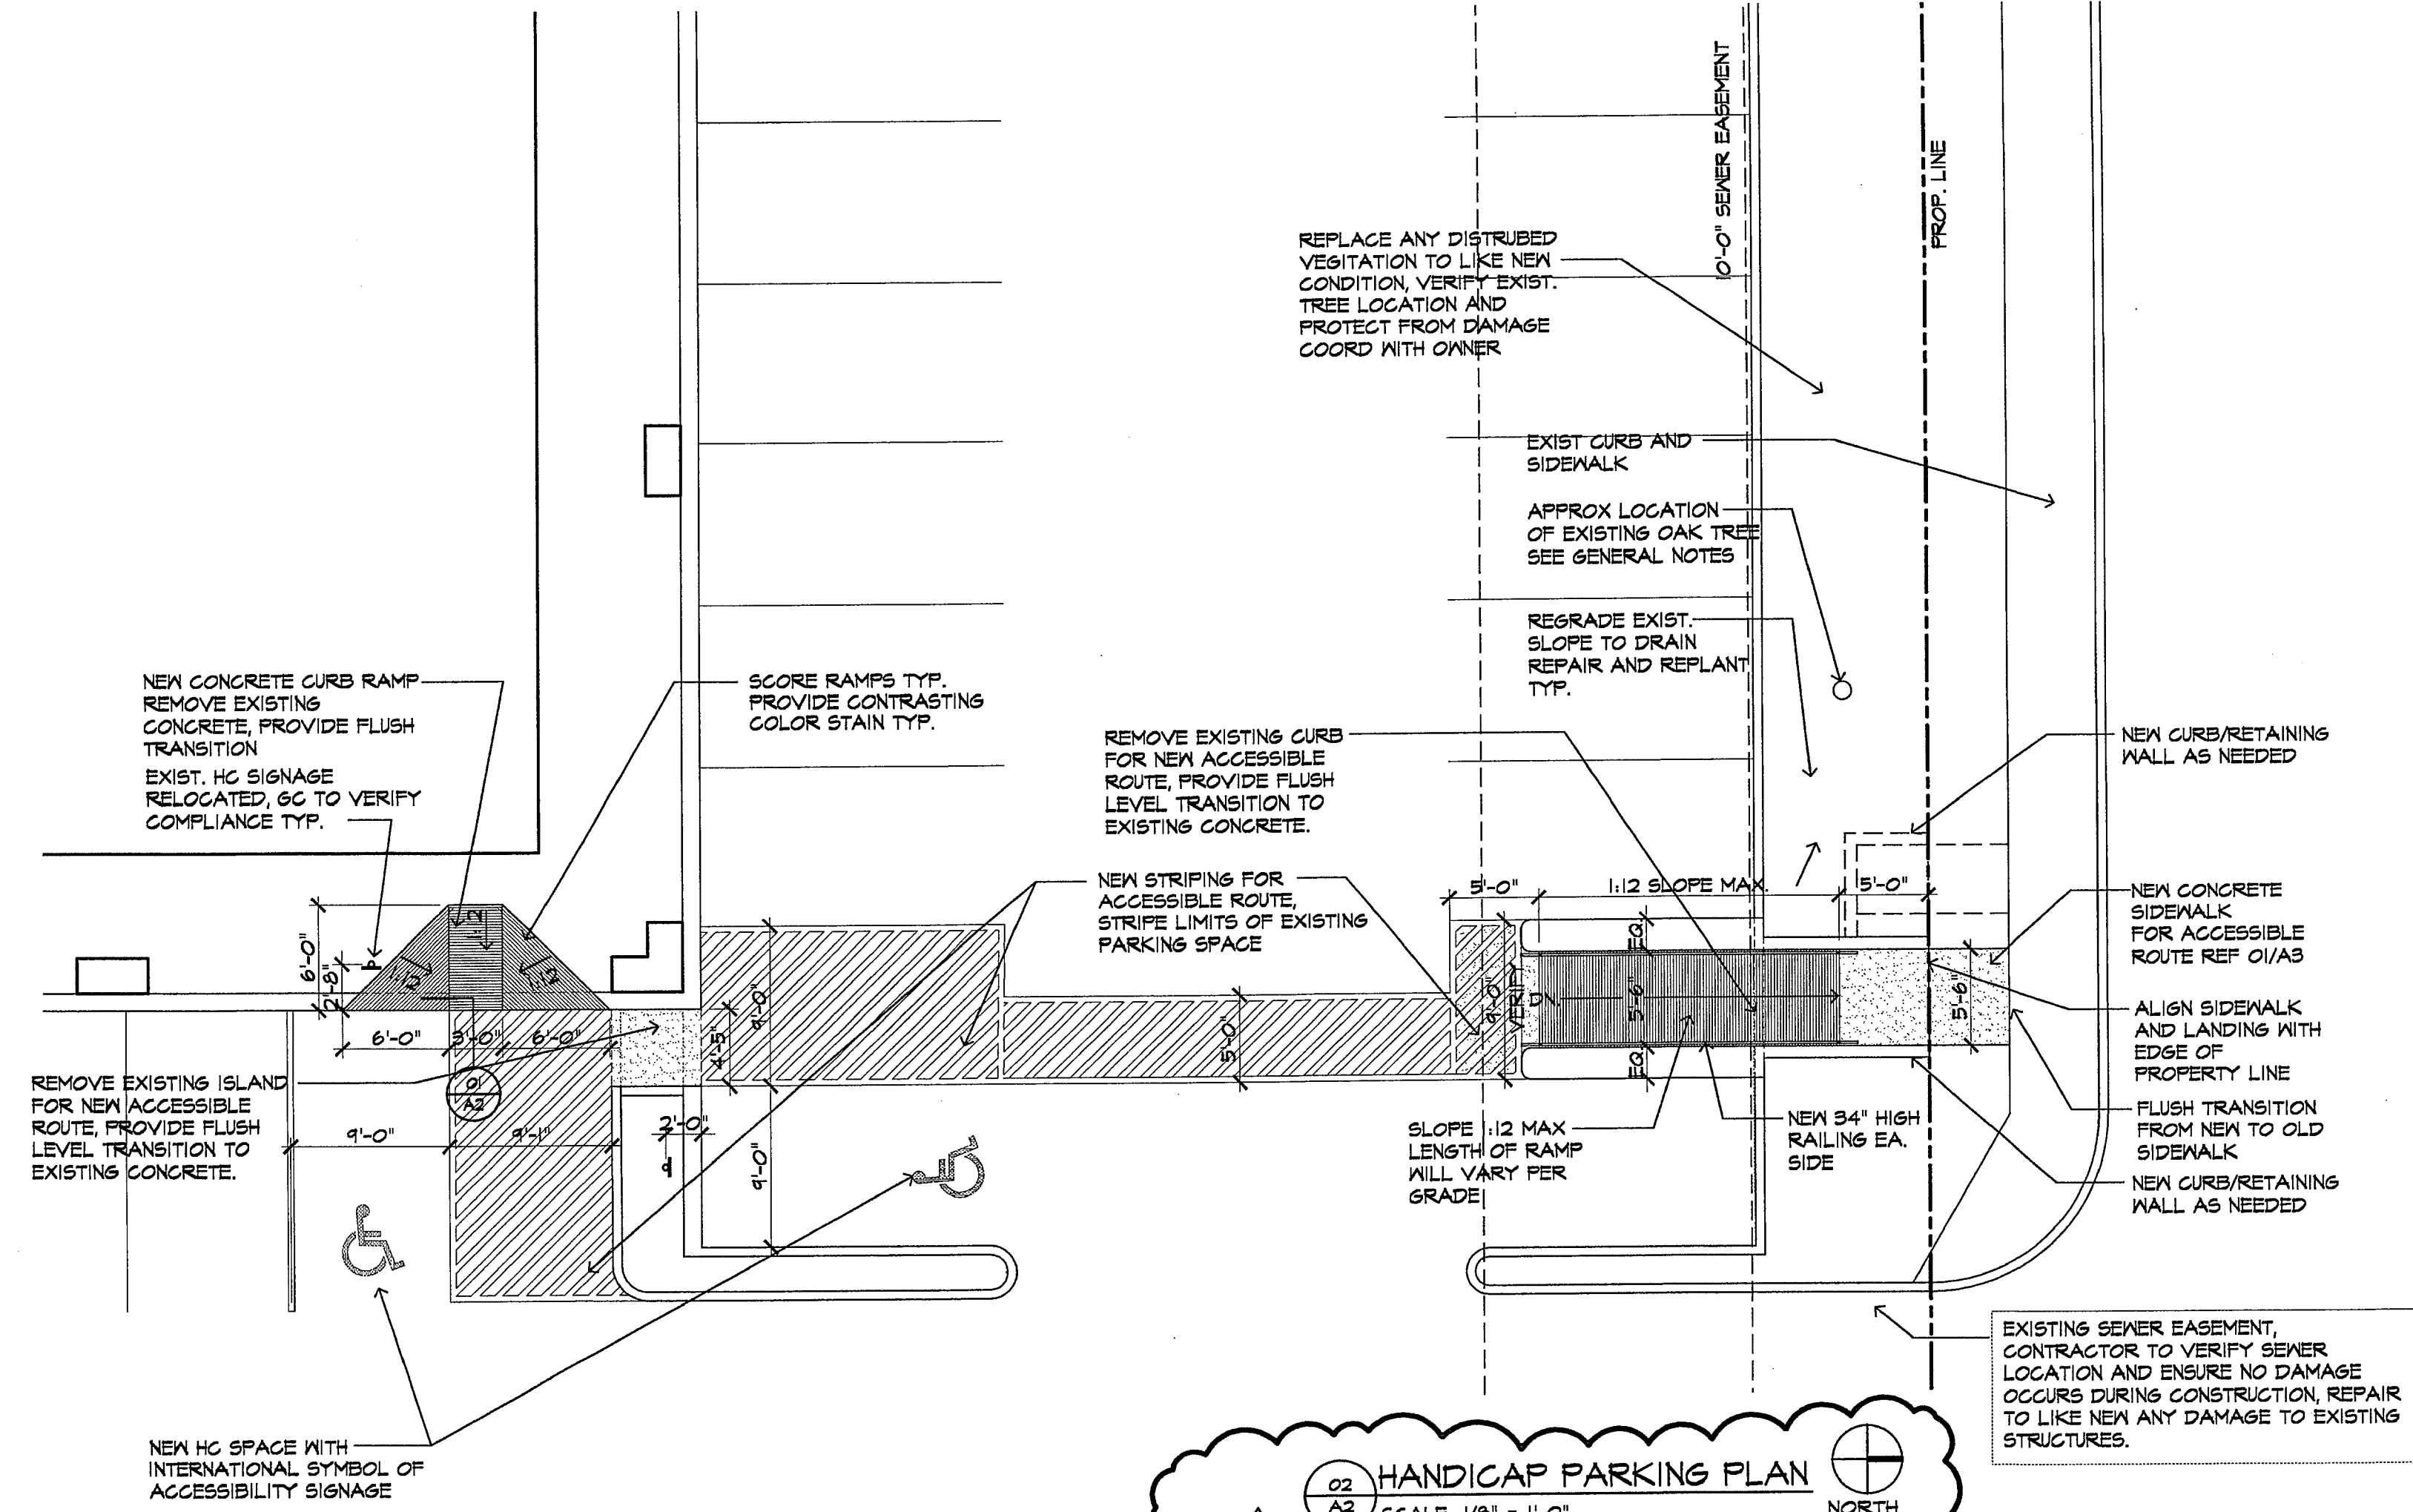 10'-0" SEWER EASEMENT
PROP. LINE
REPLACE ANY DISTRUBED
VEGITATION TO LIKE NEW
CONDITION, VERIFY EXIST.
TREE LOCATION AND
PROTECT FROM DAMAGE
COORD WITH OWNER
EXIST CURB AND
SIDEWALK
APPROX LOCATION
OF EXISTING OAK TREE
SEE GENERAL NOTES
REGRADE EXIST.
SLOPE TO DRAIN
REPAIR AND REPLANT
TYP.
NEW CONCRETE CURB RAMP
REMOVE EXISTING
CONCRETE, PROVIDE FLUSH
TRANSITION
EXIST. HC SIGNAGE
RELOCATED, GC TO VERIFY
COMPLIANCE TYP.
SCORE RAMPS TYP.
PROVIDE CONTRASTING
COLOR STAIN TYP.
REMOVE EXISTING CURB
FOR NEW ACCESSIBLE
ROUTE, PROVIDE FLUSH
LEVEL TRANSITION TO
EXISTING CONCRETE.
NEW CURB/RETAINING
WALL AS NEEDED
NEW STRIPING FOR
ACCESSIBLE ROUTE,
STRIPE LIMITS OF EXISTING
PARKING SPACE
5'-0"
1:12 SLOPE MAX.
5'-0"
NEW CONCRETE
SIDEWALK
FOR ACCESSIBLE
ROUTE REF 01/A3
6'-0"
2'-8"
1:12
1:12
1:12
9'-0"
4'-5"
5'-0"
9'-0"
VERIFY
EQ
5'-6"
EQ
5'-6"
6'-0"
3'-0"
6'-0"
ALIGN SIDEWALK
AND LANDING WITH
EDGE OF
PROPERTY LINE
REMOVE EXISTING ISLAND
FOR NEW ACCESSIBLE
ROUTE, PROVIDE FLUSH
LEVEL TRANSITION TO
EXISTING CONCRETE.
01
A2
9'-0"
9'-1"
2'-0"
9'-0"
SLOPE 1:12 MAX
LENGTH OF RAMP
WILL VARY PER
GRADE
NEW 34" HIGH
RAILING EA.
SIDE
FLUSH TRANSITION
FROM NEW TO OLD
SIDEWALK
NEW CURB/RETAINING
WALL AS NEEDED
EXISTING SEWER EASEMENT,
CONTRACTOR TO VERIFY SEWER
LOCATION AND ENSURE NO DAMAGE
OCCURS DURING CONSTRUCTION, REPAIR
TO LIKE NEW ANY DAMAGE TO EXISTING
STRUCTURES.
NEW HC SPACE WITH
INTERNATIONAL SYMBOL OF
ACCESSIBILITY SIGNAGE
02
A2
HANDICAP PARKING PLAN
SCALE 1/8" = 1'-0"
NORTH